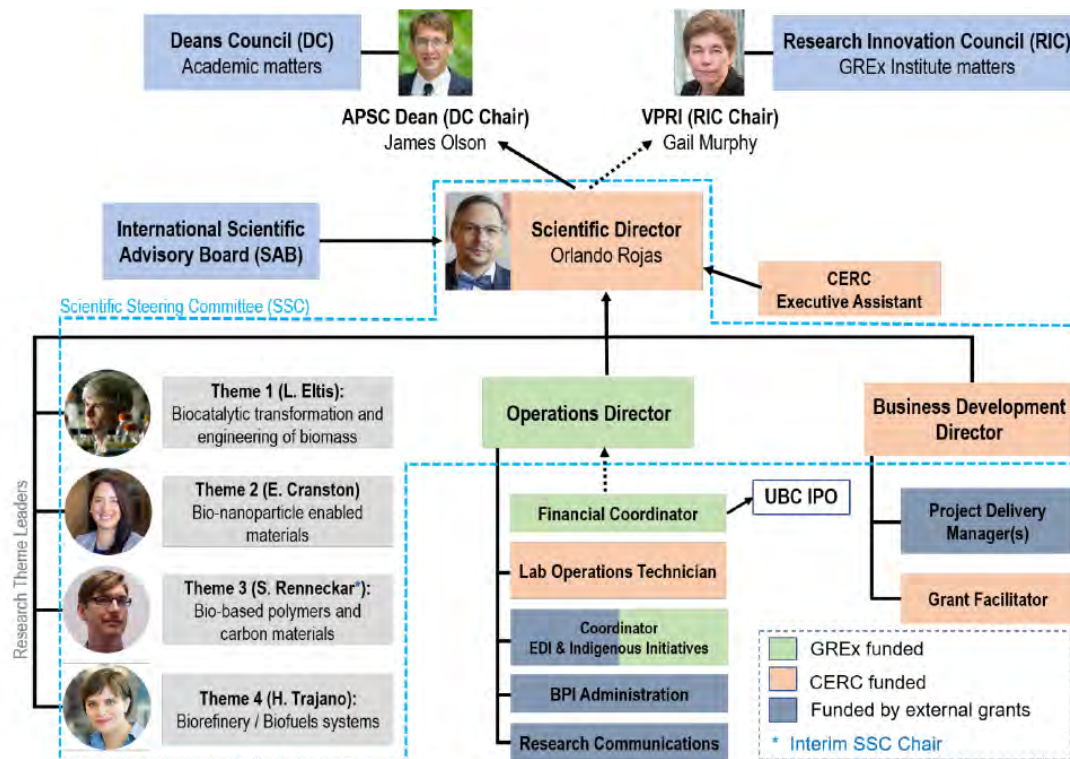 Deans Council (DC)
Academic matters
Research Innovation Council (RIC)
GREx Institute matters
APSC Dean (DC Chair)
James Olson
VPRI (RIC Chair)
Gail Murphy
International Scientific
Advisory Board (SAB)
Scientific Director
Orlando Rojas
CERC
Executive Assistant
Scientific Steering Committee (SSC)
Research Theme Leaders
Theme 1 (L. Eltis):
Biocatalytic transformation and
engineering of biomass
Theme 2 (E. Cranston)
Bio-nanoparticle enabled
materials
Theme 3 (S. Renneckar*):
Bio-based polymers and
carbon materials
Theme 4 (H. Trajano):
Biorefinery / Biofuels systems
Operations Director
Financial Coordinator
UBC IPO
Lab Operations Technician
Coordinator
EDI & Indigenous Initiatives
BPI Administration
Research Communications
Business Development
Director
Project Delivery
Manager(s)
Grant Facilitator
GREx funded
CERC funded
Funded by external grants
* Interim SSC Chair